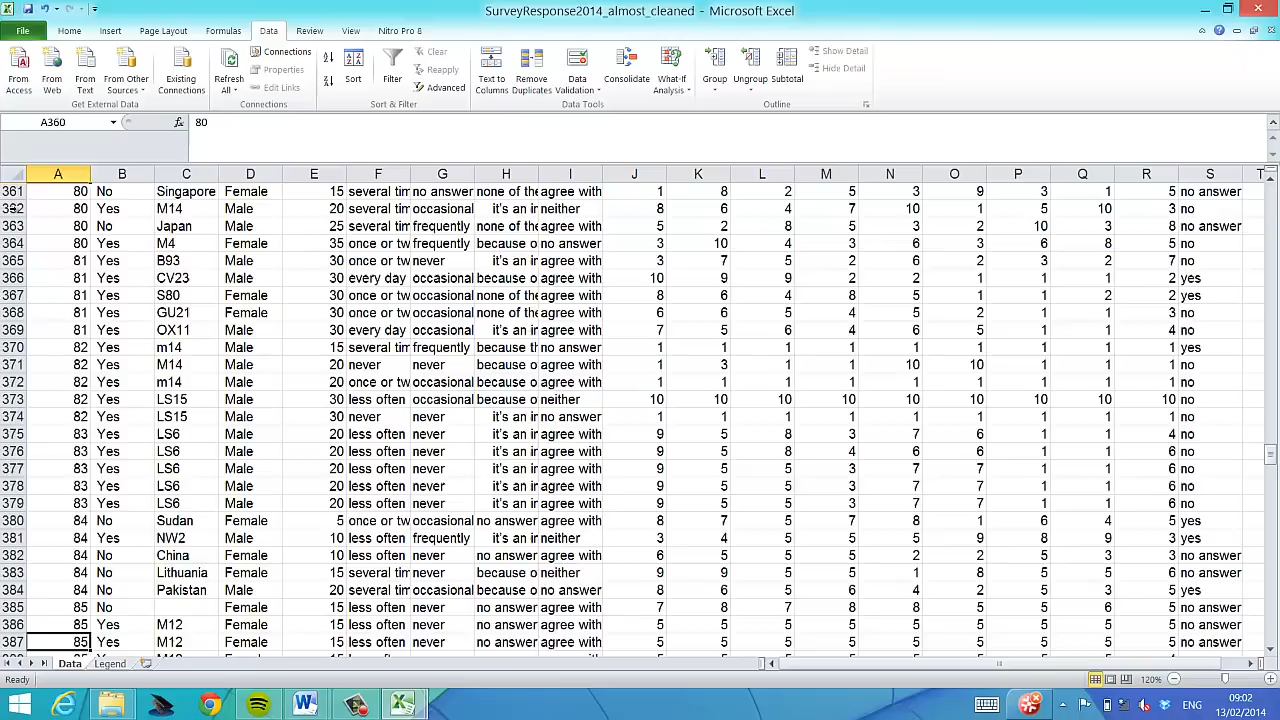 SurveyResponse2014_almost_cleaned - Microsoft Excel
File Home Insert Page Layout Formulas Data Review View Nitro Pro 8
From Access From Web From Text From Other Sources Existing Connections Refresh All Connections Properties Edit Links Sort Filter Clear Reapply Advanced Text to Columns Remove Duplicates Data Validation Consolidate What-If Analysis Group Ungroup Subtotal Show Detail Hide Detail
Get External Data Connections Sort & Filter Data Tools Outline
A360 fx 80
A B C D E F G H I J K L M N O P Q R S T
361 80 No Singapore Female 15 several tim no answer none of the agree with 1 8 2 5 3 9 3 1 5 no answer
80 Yes M14 Male 20 several tim occasional it's an in neither 8 6 4 7 10 1 5 10 3 no
363 80 No Japan Male 25 several tim frequently none of the agree with 5 2 8 5 3 2 10 3 8 no answer
364 80 Yes M4 Female 35 once or tw frequently because o no answer 3 10 4 3 6 3 6 8 5 no
365 81 Yes B93 Male 30 once or tw never because o agree with 3 7 5 2 6 2 3 2 7 no
366 81 Yes CV23 Male 30 every day occasional because o agree with 10 9 9 2 2 1 1 1 2 yes
367 81 Yes S80 Female 30 once or tw occasional none of the agree with 8 6 4 8 5 1 1 2 2 yes
368 81 Yes GU21 Male 30 once or tw occasional none of the agree with 6 6 5 4 5 2 1 1 3 no
369 81 Yes OX11 Male 30 every day occasional it's an in agree with 7 5 6 4 6 5 1 1 4 no
370 82 Yes m14 Male 15 several tim frequently because th no answer 1 1 1 1 1 1 1 1 1 yes
371 82 Yes M14 Male 20 never never because o agree with 1 3 1 1 10 10 1 1 1 no
372 82 Yes m14 Male 20 once or tw occasional because o agree with 1 1 1 1 1 1 1 1 1 no
373 82 Yes LS15 Male 30 less often occasional because o neither 10 10 10 10 10 10 10 10 10 no
374 82 Yes LS15 Male 30 never never it's an in no answer 1 1 1 1 1 1 1 1 1 no
375 83 Yes LS6 Male 20 less often never it's an in agree with 9 5 8 3 7 6 1 1 4 no
376 83 Yes LS6 Male 20 less often never it's an in agree with 9 5 8 4 6 6 1 1 6 no
377 83 Yes LS6 Male 20 less often never it's an in agree with 9 5 5 3 7 7 1 1 6 no
378 83 Yes LS6 Male 20 less often never it's an in agree with 9 5 5 3 7 7 1 1 6 no
379 83 Yes LS6 Male 20 less often never it's an in agree with 9 5 5 3 7 7 1 1 6 no
380 84 No Sudan Female 5 once or tw occasional no answer agree with 8 7 5 7 8 1 6 4 5 yes
381 84 Yes NW2 Male 10 less often frequently it's an in neither 3 4 5 5 5 9 8 9 3 yes
382 84 No China Female 10 less often never no answer agree with 6 5 5 5 2 2 5 3 3 no answer
383 84 No Lithuania Female 15 several tim never because o neither 9 9 5 5 1 8 5 5 6 no answer
384 84 No Pakistan Male 20 several tim occasional because o no answer 8 6 5 6 4 2 5 3 5 yes
385 85 No Female 15 less often never no answer agree with 7 8 7 8 8 5 5 6 5 no answer
386 85 Yes M12 Female 15 less often never no answer agree with 5 5 5 5 5 5 5 5 5 no answer
387 85 Yes M12 Female 15 less often never no answer agree with 5 5 5 5 5 5 5 5 5 no answer
Data Legend
Ready 120%
ENG 09:02
13/02/2014